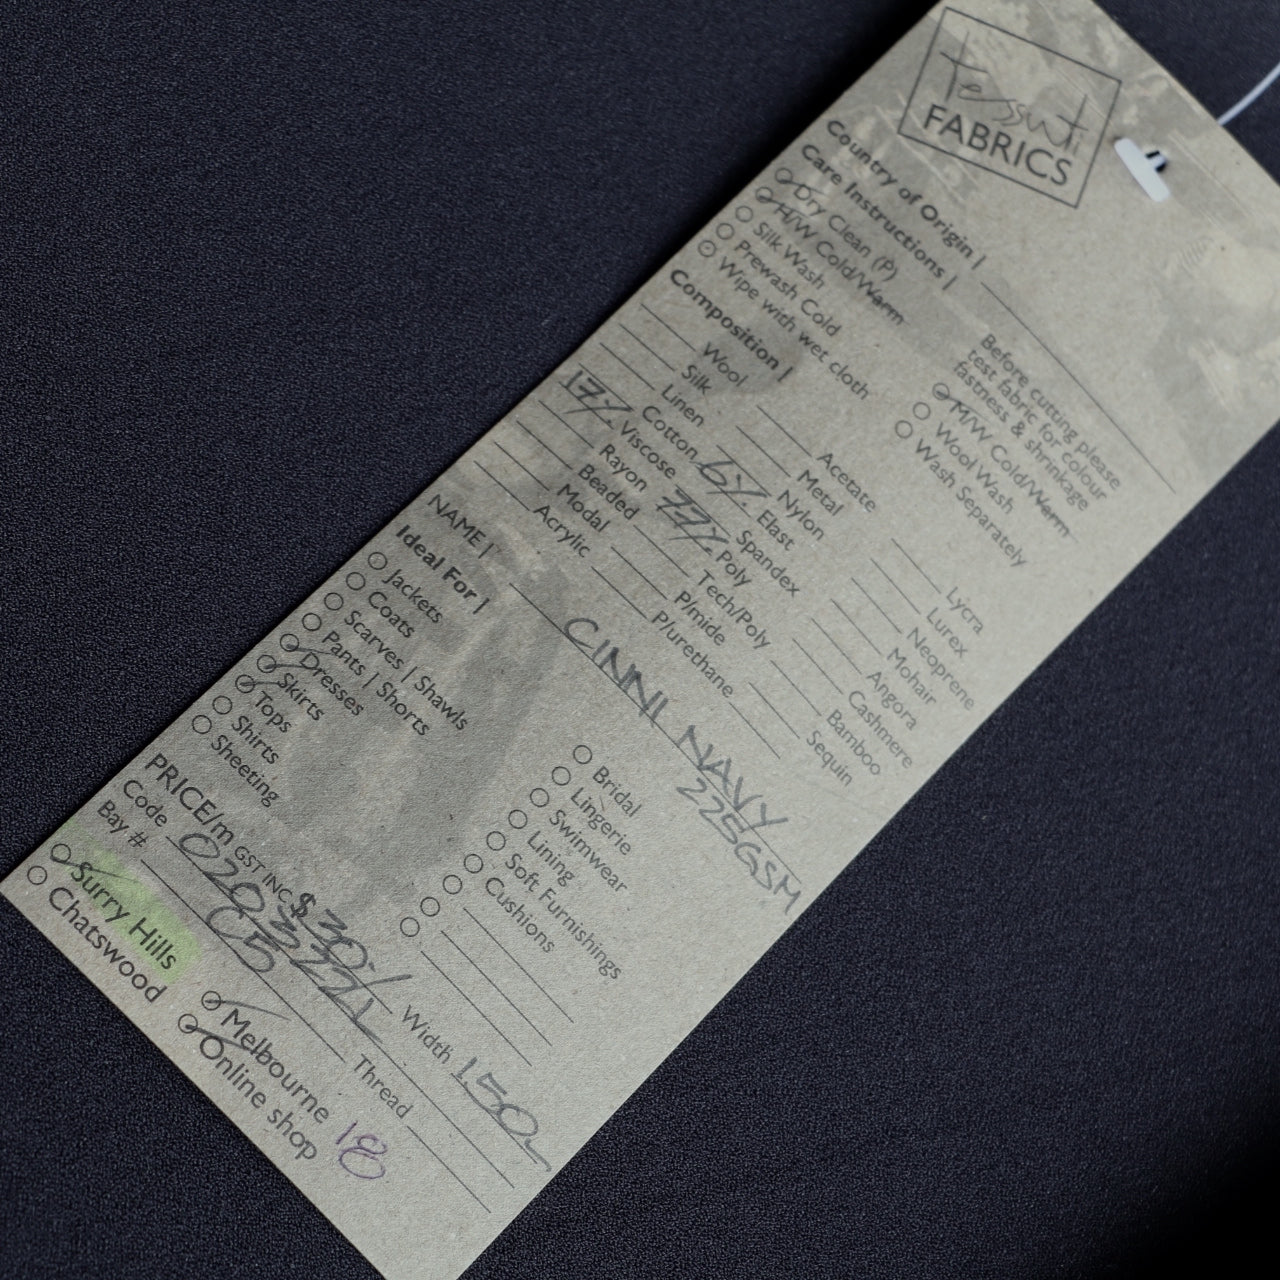 tessuti
FABRICS
Country of Origin |
Care Instructions |
Dry Clean (P)
H/W Cold/Warm
Silk Wash
Prewash Cold
Wipe with wet cloth
Before cutting please
test fabric for colour
fastness & shrinkage
M/W Cold/Warm
Wool Wash
Wash Separately
Composition |
Wool
Silk
Linen
Cotton
17% Viscose
Rayon
Beaded
Modal
Acrylic
Acetate
Metal
Nylon
6% Elast
Spandex
77% Poly
Tech/Poly
P/mide
P/urethane
Lycra
Lurex
Neoprene
Mohair
Angora
Cashmere
Bamboo
Sequin
NAME | CINNI NAVY
225GSM
Ideal For |
Jackets
Coats
Scarves | Shawls
Pants | Shorts
Dresses
Skirts
Tops
Shirts
Sheeting
Bridal
Lingerie
Swimwear
Lining
Soft Furnishings
Cushions
PRICE/m GST INC $30 Width 150
Code
Bay # C5 Thread
Surry Hills
Chatswood
Melbourne
Online shop 18